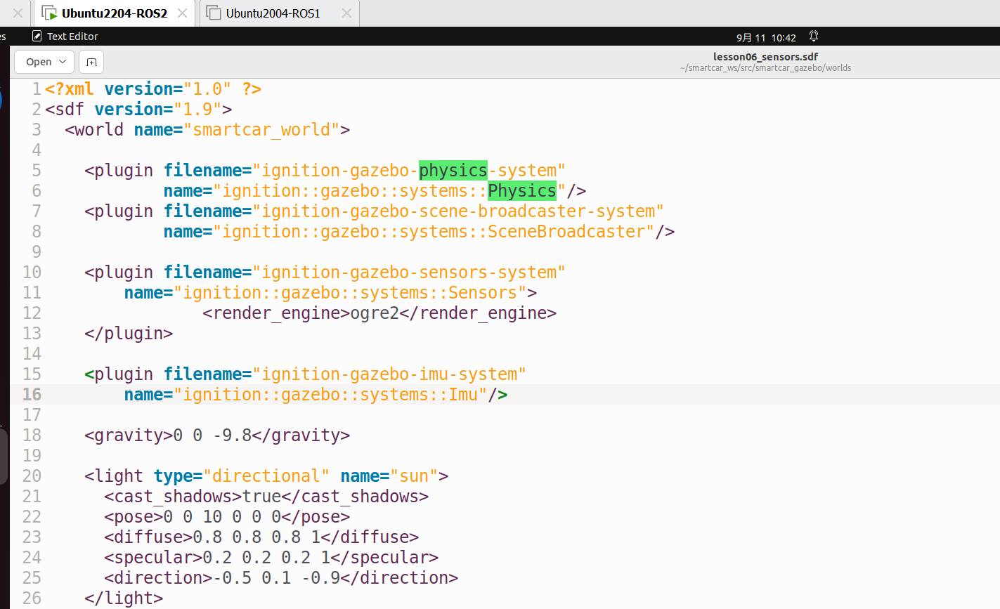 Ubuntu2204-ROS2
Ubuntu2004-ROS1
Text Editor
9月 11 10:42
Open
lesson06_sensors.sdf
~/smartcar_ws/src/smartcar_gazebo/worlds
1 <?xml version="1.0" ?>
2 <sdf version="1.9">
3 <world name="smartcar_world">
4
5 <plugin filename="ignition-gazebo-physics-system"
6 name="ignition::gazebo::systems::Physics"/>
7 <plugin filename="ignition-gazebo-scene-broadcaster-system"
8 name="ignition::gazebo::systems::SceneBroadcaster"/>
9
10 <plugin filename="ignition-gazebo-sensors-system"
11 name="ignition::gazebo::systems::Sensors">
12 <render_engine>ogre2</render_engine>
13 </plugin>
14
15 <plugin filename="ignition-gazebo-imu-system"
16 name="ignition::gazebo::systems::Imu"/>
17
18 <gravity>0 0 -9.8</gravity>
19
20 <light type="directional" name="sun">
21 <cast_shadows>true</cast_shadows>
22 <pose>0 0 10 0 0 0</pose>
23 <diffuse>0.8 0.8 0.8 1</diffuse>
24 <specular>0.2 0.2 0.2 1</specular>
25 <direction>-0.5 0.1 -0.9</direction>
26 </light>